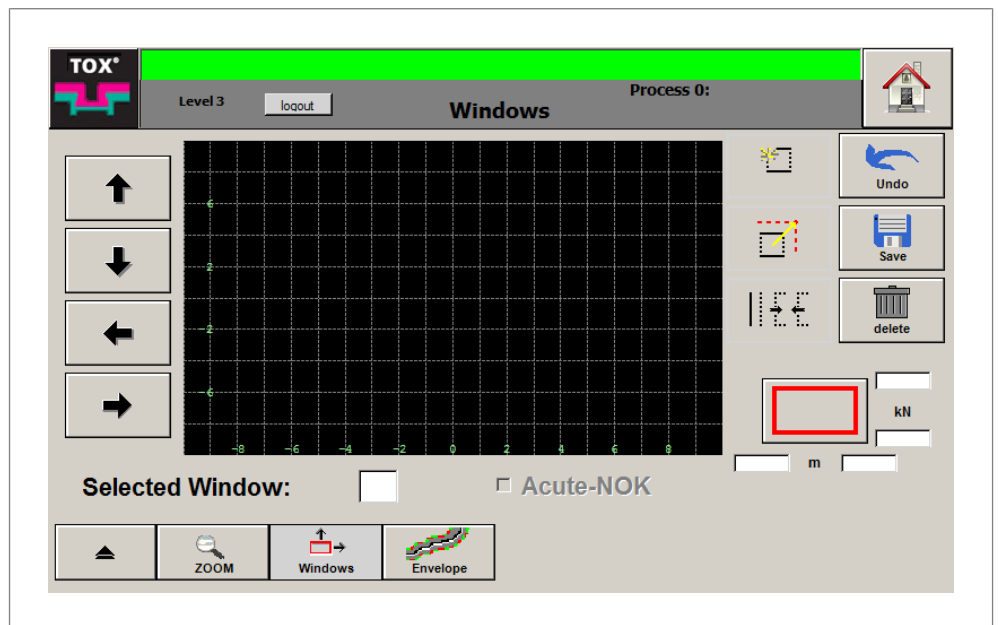 TOX®
Level 3
logout
Windows
Process 0:
Undo
Save
delete
6
2
-2
-6
-8 -6 -4 -2 0 2 4 6 8
kN
m
Selected Window:
Acute-NOK
ZOOM
Windows
Envelope